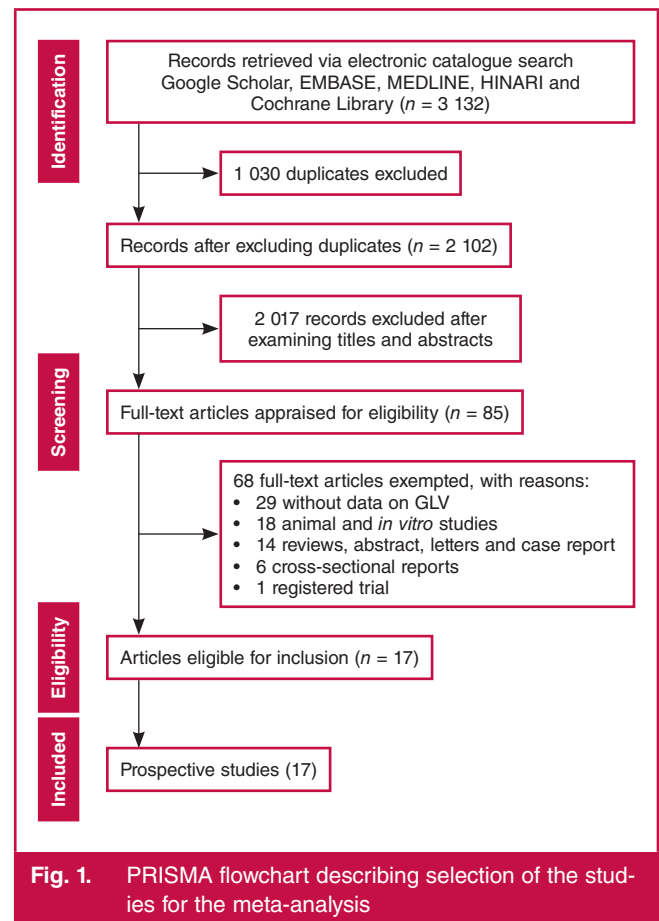 Identification
Records retrieved via electronic catalogue search
Google Scholar, EMBASE, MEDLINE, HINARI and
Cochrane Library (n = 3 132)
1 030 duplicates excluded
Records after excluding duplicates (n = 2 102)
2 017 records excluded after
examining titles and abstracts
Screening
Full-text articles appraised for eligibility (n = 85)
68 full-text articles exempted, with reasons:
• 29 without data on GLV
• 18 animal and in vitro studies
• 14 reviews, abstract, letters and case report
• 6 cross-sectional reports
• 1 registered trial
Eligibility
Articles eligible for inclusion (n = 17)
Included
Prospective studies (17)
Fig. 1. PRISMA flowchart describing selection of the stud-
ies for the meta-analysis